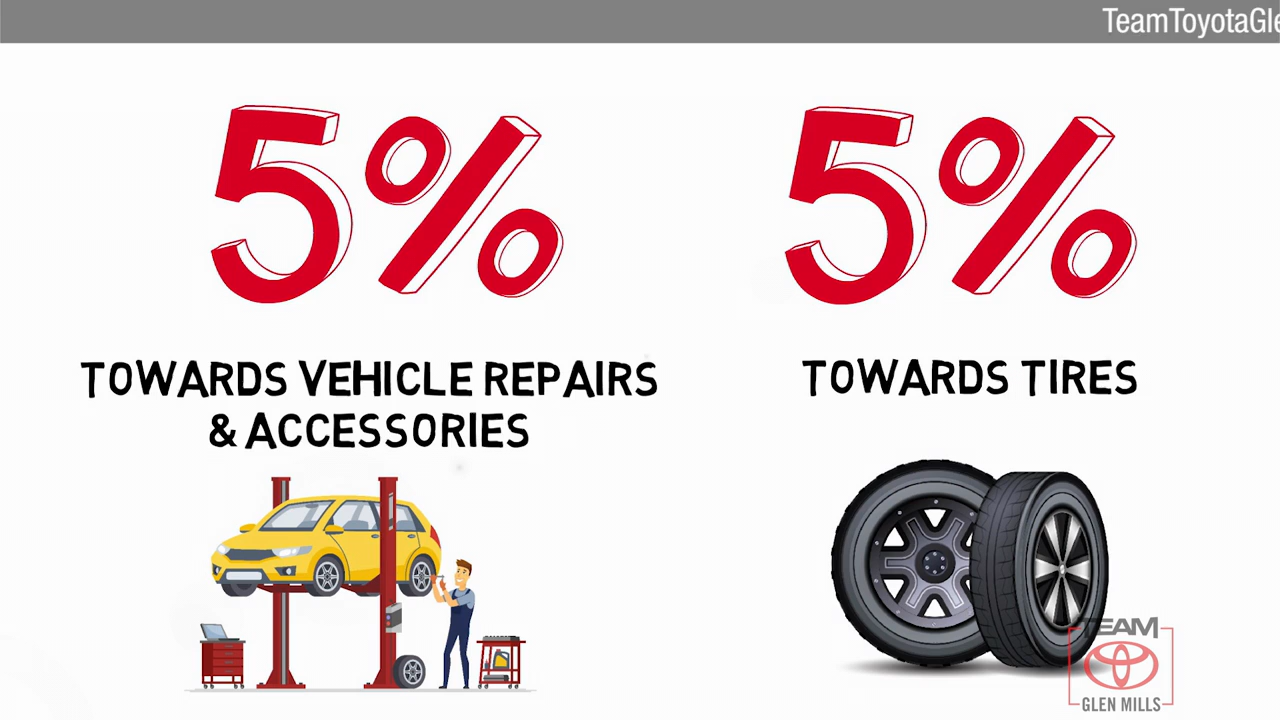 TeamToyotaGle
5% 5%
TOWARDS VEHICLE REPAIRS
& ACCESSORIES
TOWARDS TIRES
TEAM
GLEN MILLS